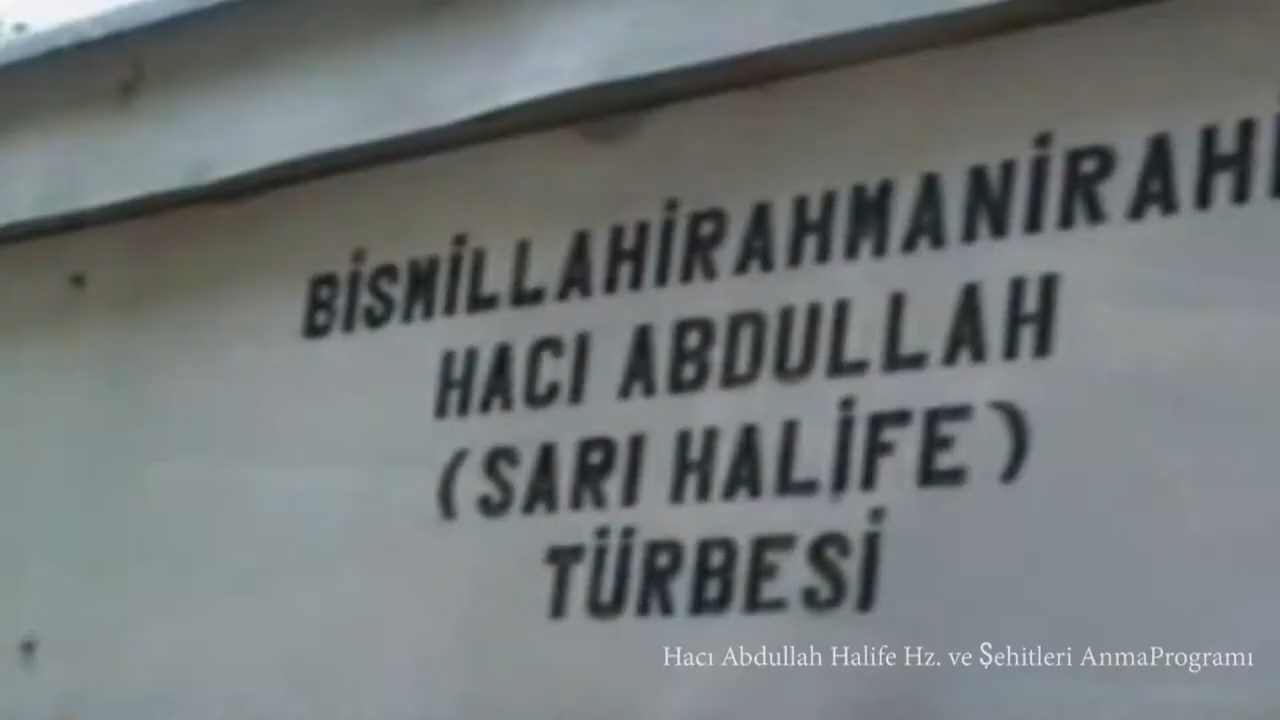 BİSMİLLAHİRAHMANİRAHİ
HACI ABDULLAH
(SARI HALİFE)
TÜRBESİ
Hacı Abdullah Halife Hz. ve Şehitleri AnmaProgramı